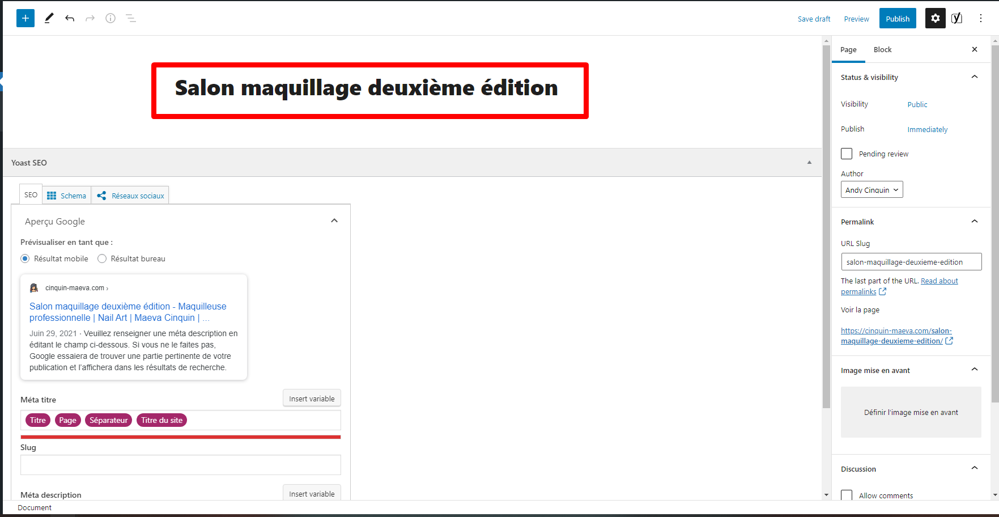 Save draft
Preview
Publish
Salon maquillage deuxième édition
Yoast SEO
SEO
Schema
Réseaux sociaux
Aperçu Google
Prévisualiser en tant que :
Résultat mobile
Résultat bureau
cinquin-maeva.com ›
Salon maquillage deuxième édition - Maquilleuse
professionnelle | Nail Art | Maeva Cinquin | ...
Juin 29, 2021 · Veuillez renseigner une méta description en
éditant le champ ci-dessous. Si vous ne le faites pas,
Google essaiera de trouver une partie pertinente de votre
publication et l’affichera dans les résultats de recherche.
Méta titre
Insert variable
Titre Page Séparateur Titre du site
Slug
Méta description
Insert variable
Document
Page
Block
Status & visibility
Visibility
Public
Publish
Immediately
Pending review
Author
Andy Cinquin
Permalink
URL Slug
salon-maquillage-deuxieme-edition
The last part of the URL. Read about
permalinks
Voir la page
https://cinquin-maeva.com/salon-
maquillage-deuxieme-edition/
Image mise en avant
Définir l’image mise en avant
Discussion
Allow comments